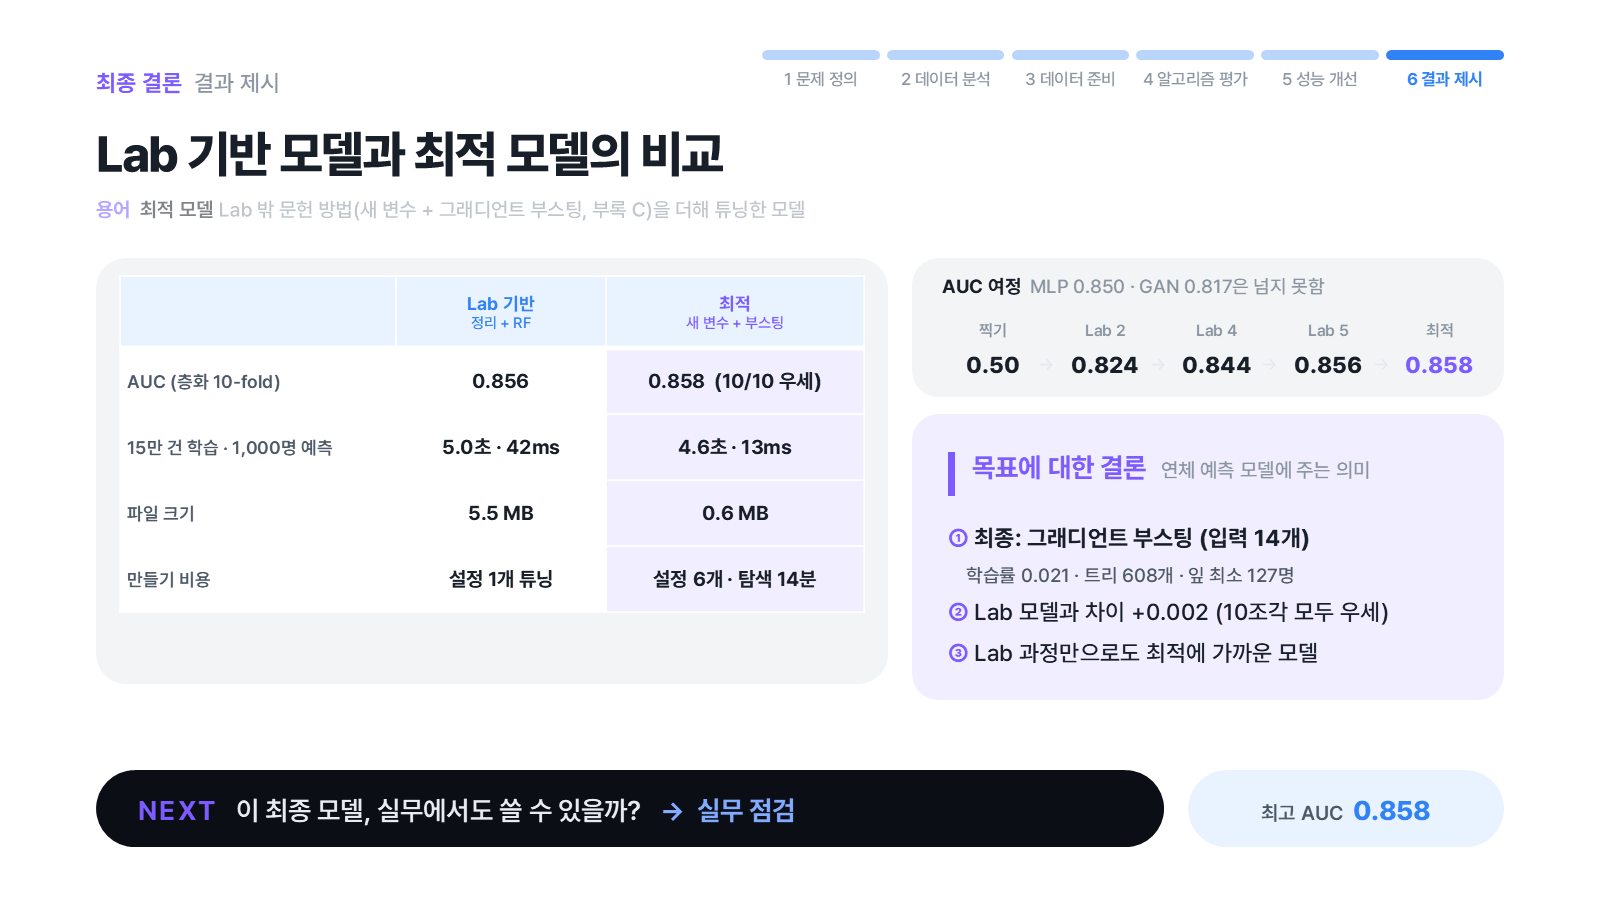 최종 결론 결과 제시
1 문제 정의
2 데이터 분석
3 데이터 준비
4 알고리즘 평가
5 성능 개선
6 결과 제시
Lab 기반 모델과 최적 모델의 비교
용어 최적 모델 Lab 밖 문헌 방법(새 변수 + 그래디언트 부스팅, 부록 C)을 더해 튜닝한 모델
Lab 기반
정리 + RF
최적
새 변수 + 부스팅
AUC (층화 10-fold) 0.856 0.858 (10/10 우세)
15만 건 학습 · 1,000명 예측 5.0초 · 42ms 4.6초 · 13ms
파일 크기 5.5 MB 0.6 MB
만들기 비용 설정 1개 튜닝 설정 6개 · 탐색 14분
AUC 여정 MLP 0.850 · GAN 0.817은 넘지 못함
찍기 Lab 2 Lab 4 Lab 5 최적
0.50 → 0.824 → 0.844 → 0.856 → 0.858
목표에 대한 결론 연체 예측 모델에 주는 의미
① 최종: 그래디언트 부스팅 (입력 14개)
학습률 0.021 · 트리 608개 · 잎 최소 127명
② Lab 모델과 차이 +0.002 (10조각 모두 우세)
③ Lab 과정만으로도 최적에 가까운 모델
NEXT 이 최종 모델, 실무에서도 쓸 수 있을까? → 실무 점검
최고 AUC 0.858